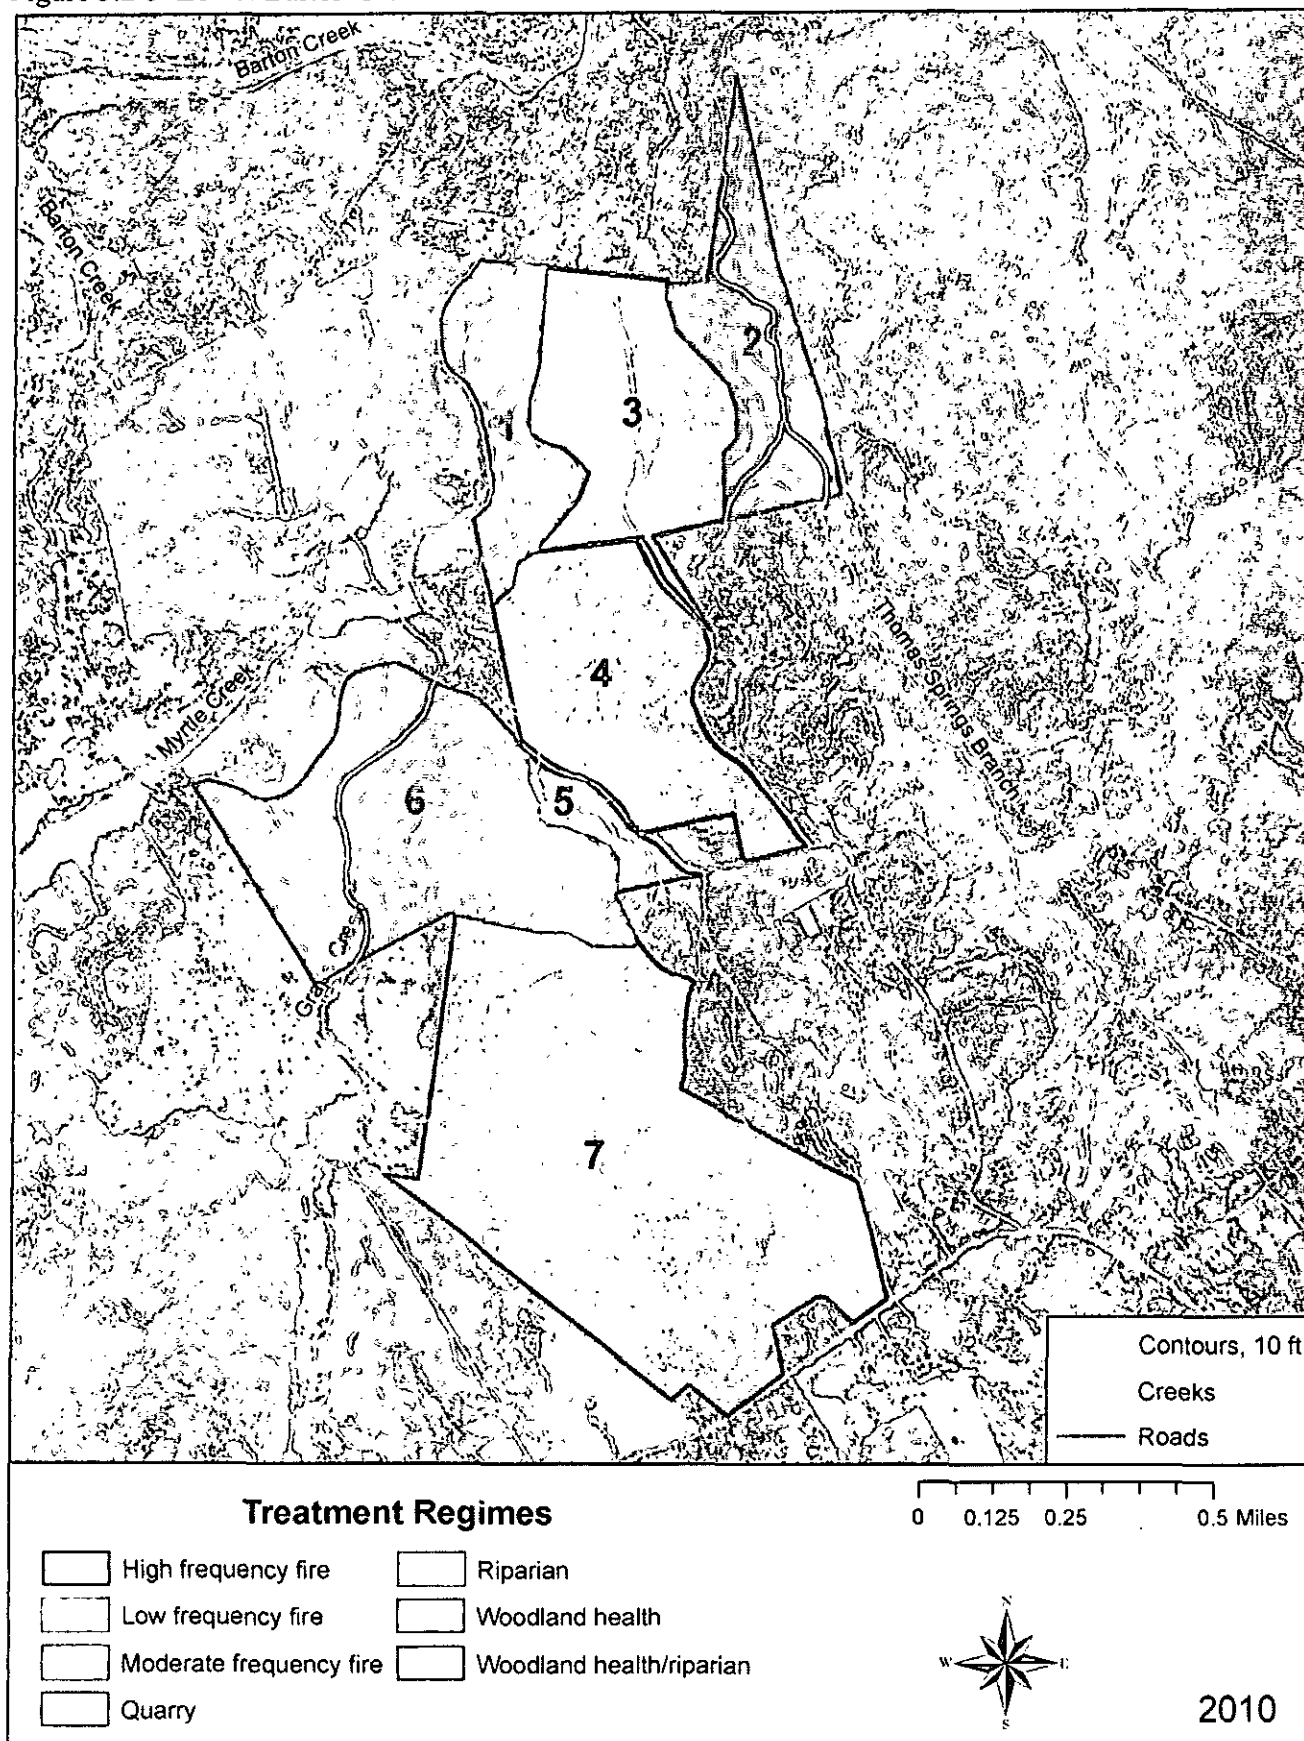 Barton Creek
Barton Creek
2
1
3
Thomas Springs Branch
4
Myrtle Creek
6
5
7
Contours, 10 ft
Creeks
Roads
Treatment Regimes
0 0.125 0.25 0.5 Miles
High frequency fire
Riparian
Low frequency fire
Woodland health
Moderate frequency fire
Woodland health/riparian
Quarry
N
W E
S
2010